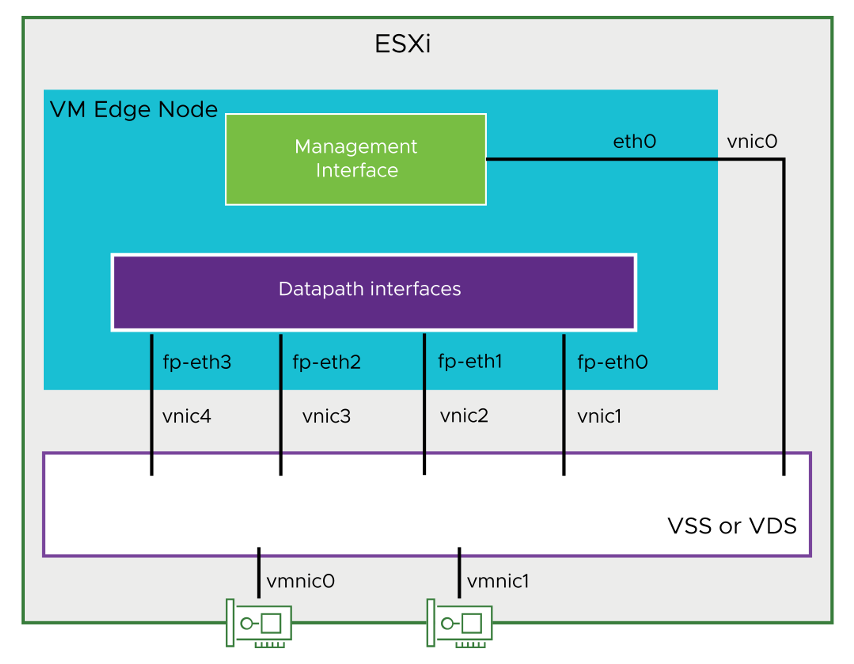 ESXi
VM Edge Node
Management
Interface
eth0
vnic0
Datapath interfaces
fp-eth3
fp-eth2
fp-eth1
fp-eth0
vnic4
vnic3
vnic2
vnic1
VSS or VDS
vmnic0
vmnic1